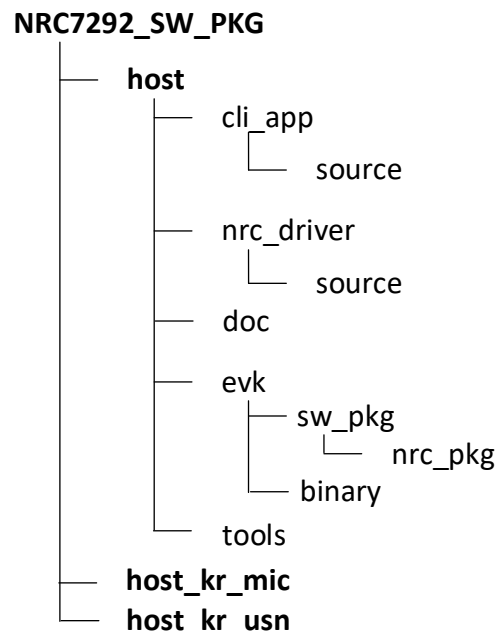 NRC7292_SW_PKG
host
cli_app
source
nrc_driver
source
doc
evk
sw_pkg
nrc_pkg
binary
tools
host_kr_mic
host_kr_usn